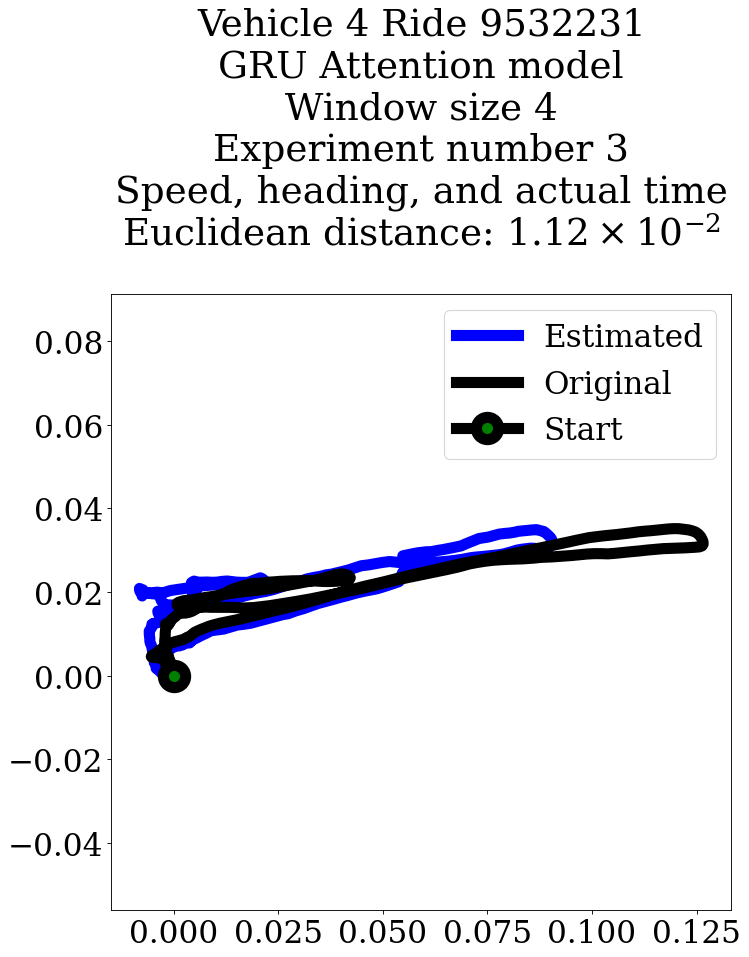 Vehicle 4 Ride 9532231
GRU Attention model
Window size 4
Experiment number 3
Speed, heading, and actual time
Euclidean distance: 1.12 × 10⁻²
Estimated
Original
Start
0.08
0.06
0.04
0.02
0.00
−0.02
−0.04
0.000 0.025 0.050 0.075 0.100 0.125